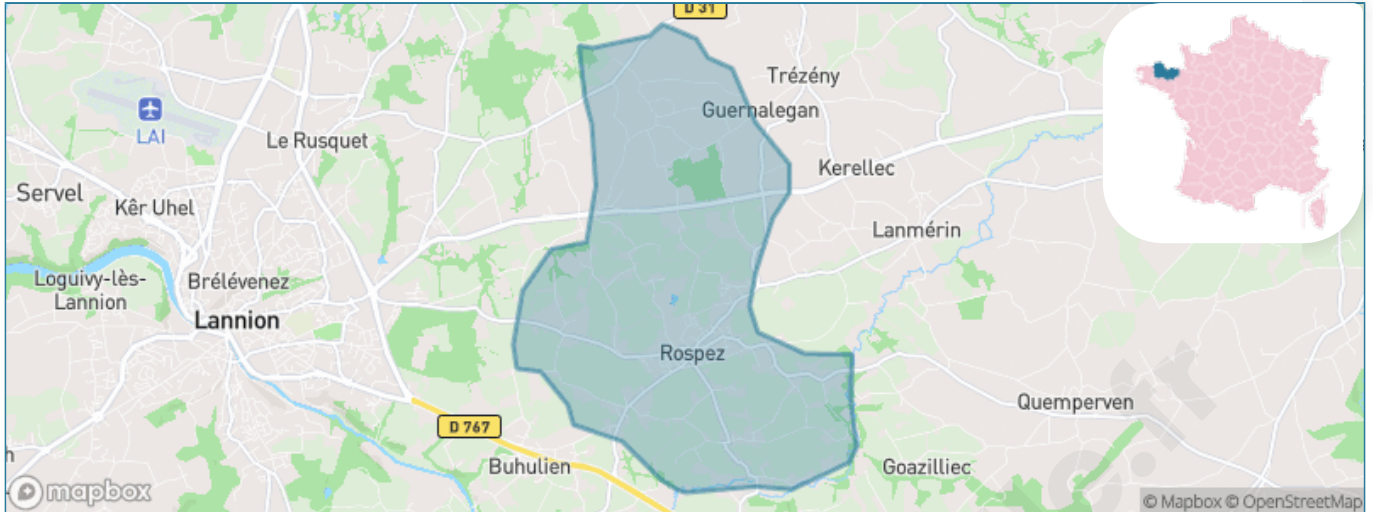 D 31
Trézény
Guernalegan
LAI
Le Rusquet
Kerellec
Servel
Kêr Uhel
Lanmérin
Loguivy-lès-
Lannion
Brélévenez
Lannion
Rospez
Quemperven
D 767
Buhulien
Goazilliec
h
mapbox
© Mapbox © OpenStreetMap